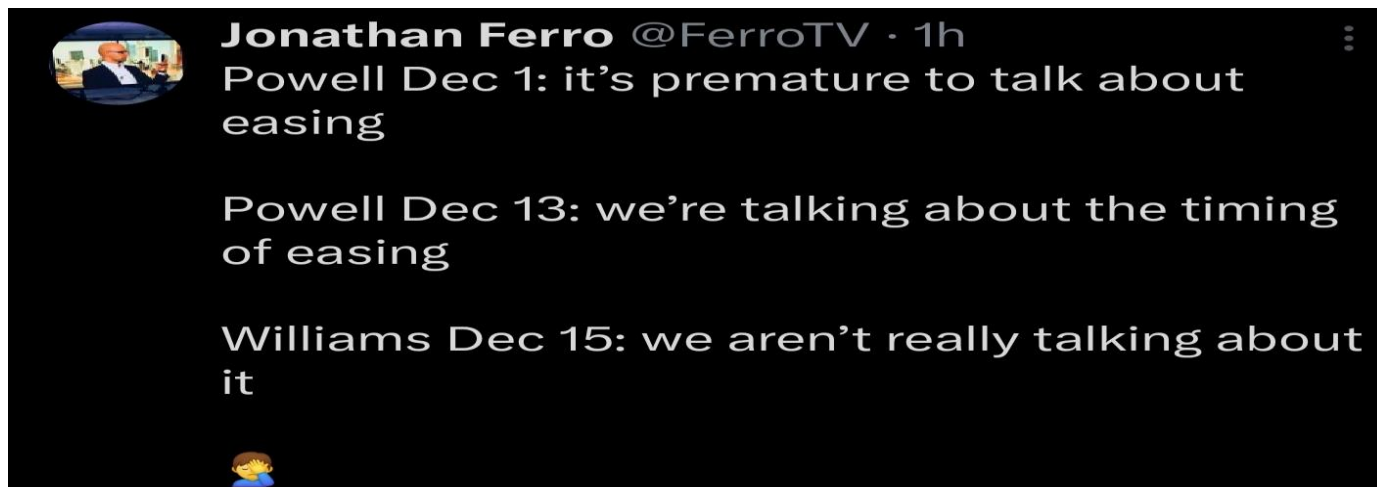 Jonathan Ferro @FerroTV · 1h
Powell Dec 1: it’s premature to talk about
easing
Powell Dec 13: we’re talking about the timing
of easing
Williams Dec 15: we aren’t really talking about
it
🤦‍♂️